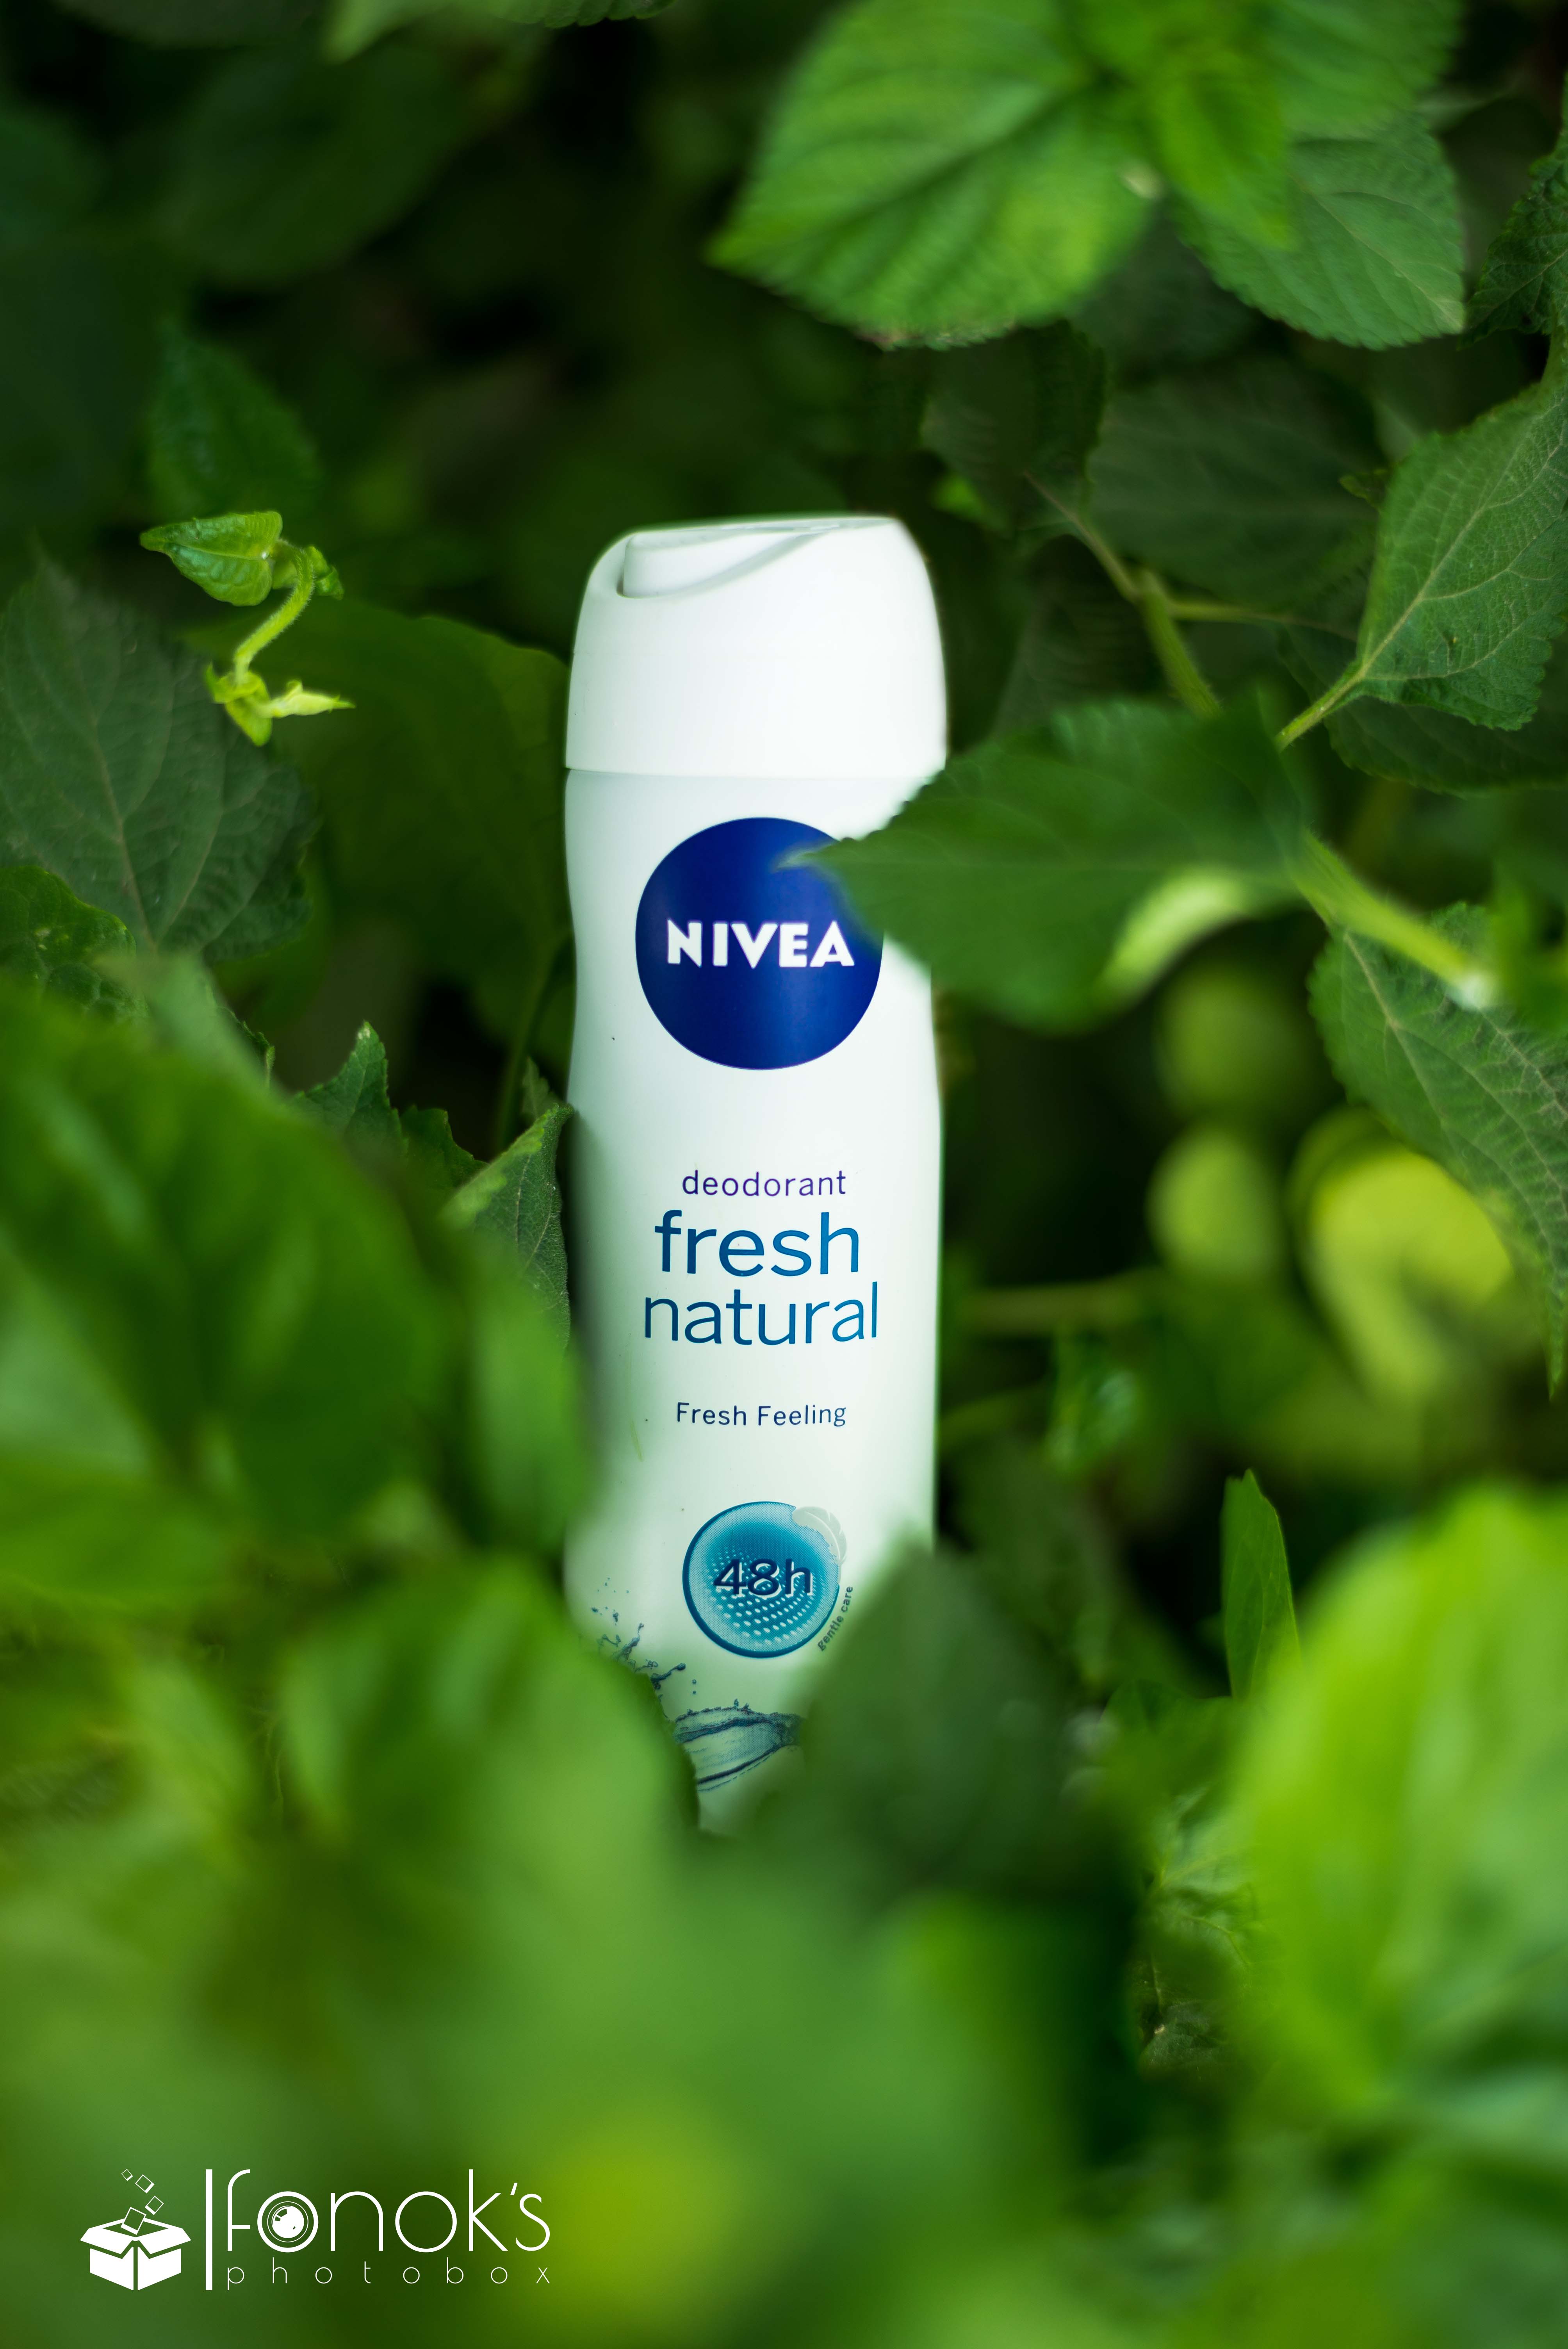 NIVEA
deodorant
fresh
natural
Fresh Feeling
48h
gentle care
fonok's
photobox